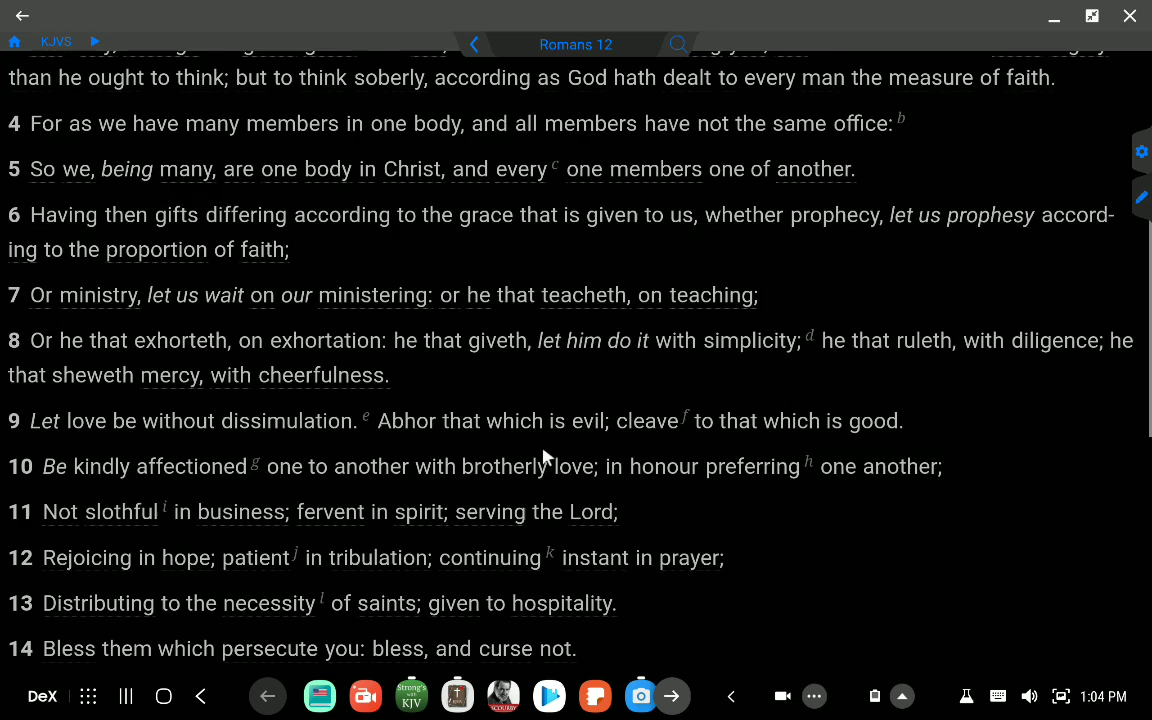 KJVS
Romans 12
than he ought to think; but to think soberly, according as God hath dealt to every man the measure of faith.
4 For as we have many members in one body, and all members have not the same office: b
5 So we, being many, are one body in Christ, and every c one members one of another.
6 Having then gifts differing according to the grace that is given to us, whether prophecy, let us prophesy accord-
ing to the proportion of faith;
7 Or ministry, let us wait on our ministering: or he that teacheth, on teaching;
8 Or he that exhorteth, on exhortation: he that giveth, let him do it with simplicity; d he that ruleth, with diligence; he
that sheweth mercy, with cheerfulness.
9 Let love be without dissimulation. e Abhor that which is evil; cleave f to that which is good.
10 Be kindly affectioned g one to another with brotherly love; in honour preferring h one another;
11 Not slothful i in business; fervent in spirit; serving the Lord;
12 Rejoicing in hope; patient j in tribulation; continuing k instant in prayer;
13 Distributing to the necessity l of saints; given to hospitality.
14 Bless them which persecute you: bless, and curse not.
DeX
Strong's
with
KJV
SCOURBY
1:04 PM